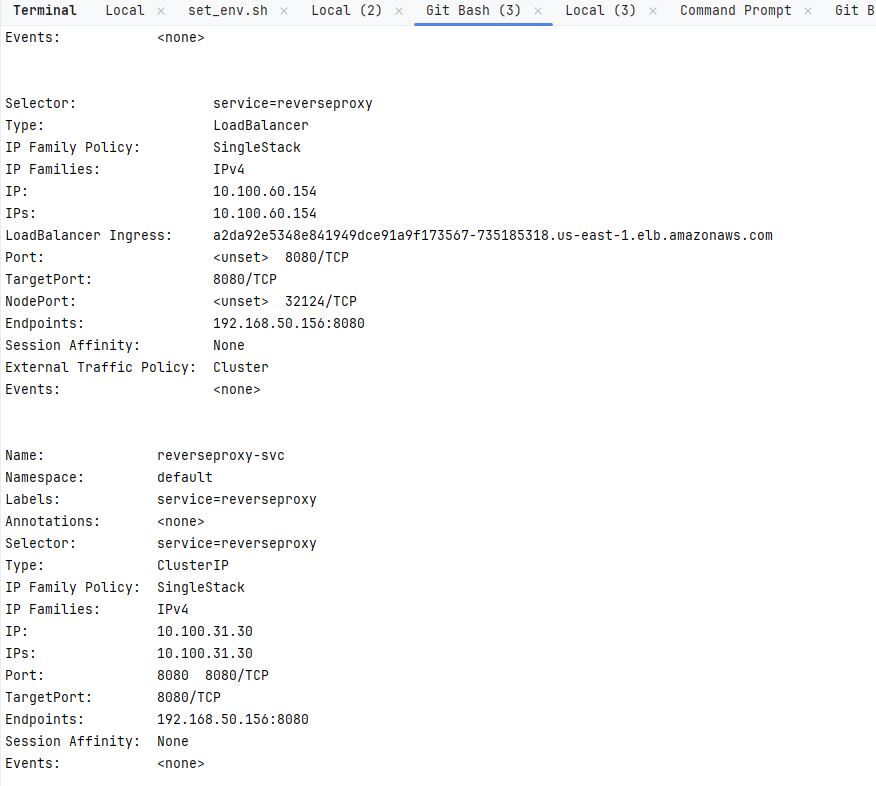 Terminal Local × set_env.sh × Local (2) × Git Bash (3) × Local (3) × Command Prompt × Git B
Events: <none>
Selector: service=reverseproxy
Type: LoadBalancer
IP Family Policy: SingleStack
IP Families: IPv4
IP: 10.100.60.154
IPs: 10.100.60.154
LoadBalancer Ingress: a2da92e5348e841949dce91a9f173567-735185318.us-east-1.elb.amazonaws.com
Port: <unset> 8080/TCP
TargetPort: 8080/TCP
NodePort: <unset> 32124/TCP
Endpoints: 192.168.50.156:8080
Session Affinity: None
External Traffic Policy: Cluster
Events: <none>
Name: reverseproxy-svc
Namespace: default
Labels: service=reverseproxy
Annotations: <none>
Selector: service=reverseproxy
Type: ClusterIP
IP Family Policy: SingleStack
IP Families: IPv4
IP: 10.100.31.30
IPs: 10.100.31.30
Port: 8080 8080/TCP
TargetPort: 8080/TCP
Endpoints: 192.168.50.156:8080
Session Affinity: None
Events: <none>